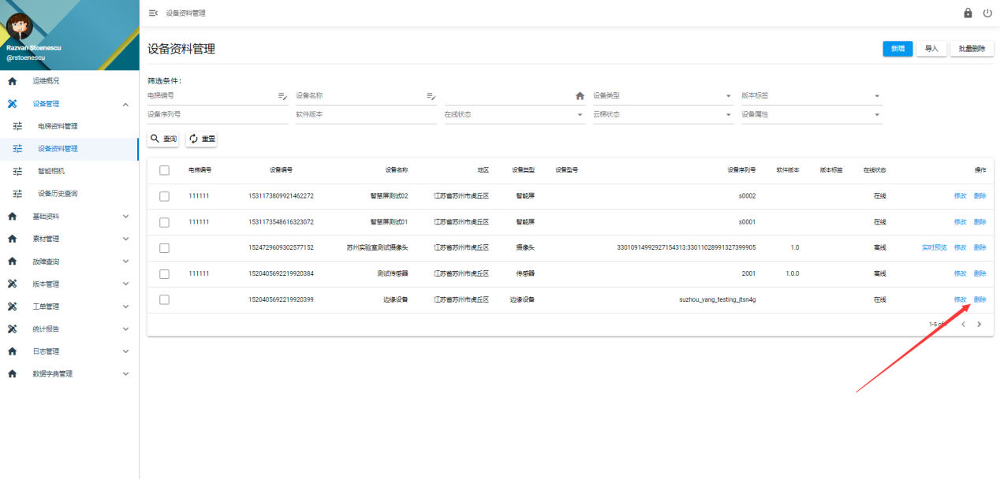 设备资料管理
Razvan Stoenescu
@rstoenescu
运维概况
设备管理
电梯资料管理
设备资料管理
智能相机
设备历史查询
基础资料
素材管理
故障查询
版本管理
工单管理
统计报告
日志管理
数据字典管理
设备资料管理 新增 导入 批量删除
筛选条件：
电梯编号 设备名称 设备类型 版本标签
设备序列号 软件版本 在线状态 云梯状态 设备属性
查询 重置
电梯编号 设备编号 设备名称 地区 设备类型 设备型号 设备序列号 软件版本 版本标签 在线状态 操作
111111 1531173809921462272 智慧屏测试02 江苏省苏州市虎丘区 智能屏 s0002 在线 修改 删除
111111 1531173548616323072 智慧屏测试01 江苏省苏州市虎丘区 智能屏 s0001 在线 修改 删除
1524729609302577152 苏州实验室测试摄像头 江苏省苏州市虎丘区 摄像头 33010914992927154313:33011028991327399905 1.0 离线 实时预览 修改 删除
111111 1520405692219920384 测试传感器 江苏省苏州市虎丘区 传感器 2001 1.0.0 离线 修改 删除
1520405692219920399 边缘设备 江苏省苏州市虎丘区 边缘设备 suzhou_yang_testing_jtsn4g 在线 修改 删除
1-5 of